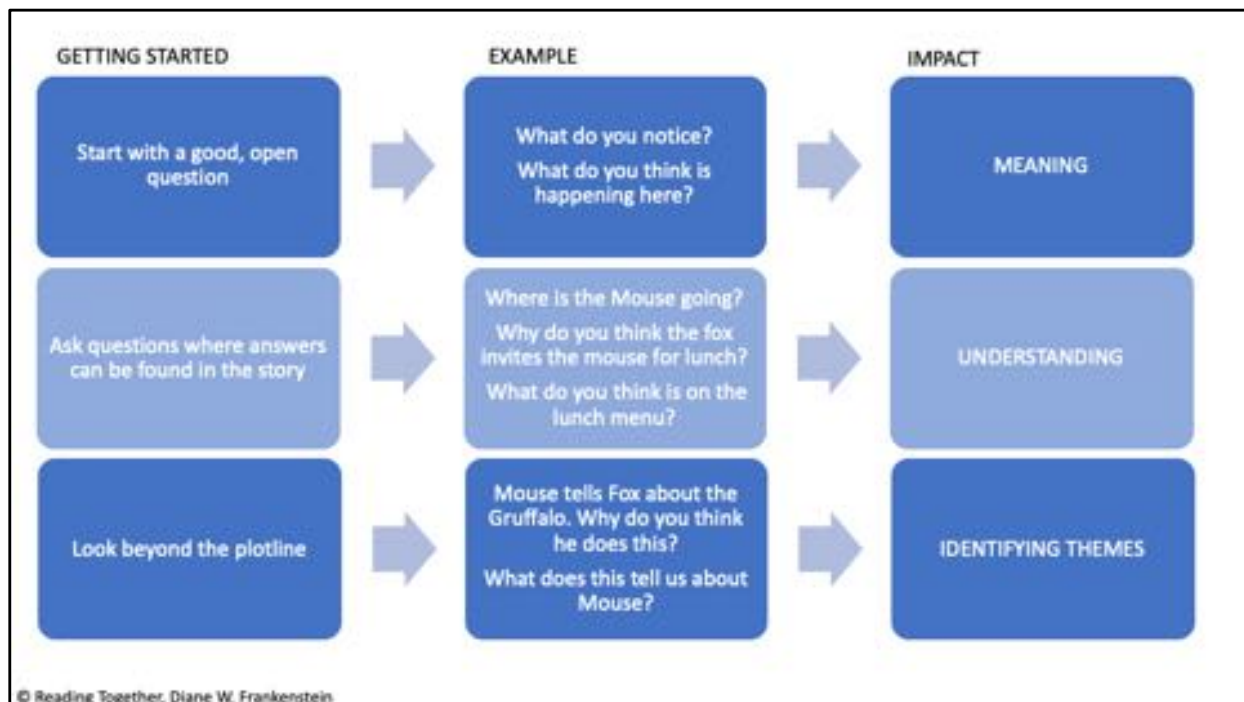 GETTING STARTED
EXAMPLE
IMPACT
Start with a good, open
question
What do you notice?
What do you think is
happening here?
MEANING
Ask questions where answers
can be found in the story
Where is the Mouse going?
Why do you think the fox
invites the mouse for lunch?
What do you think is on the
lunch menu?
UNDERSTANDING
Look beyond the plotline
Mouse tells Fox about the
Gruffalo. Why do you think
he does this?
What does this tell us about
Mouse?
IDENTIFYING THEMES
© Reading Together, Diane W. Frankenstein